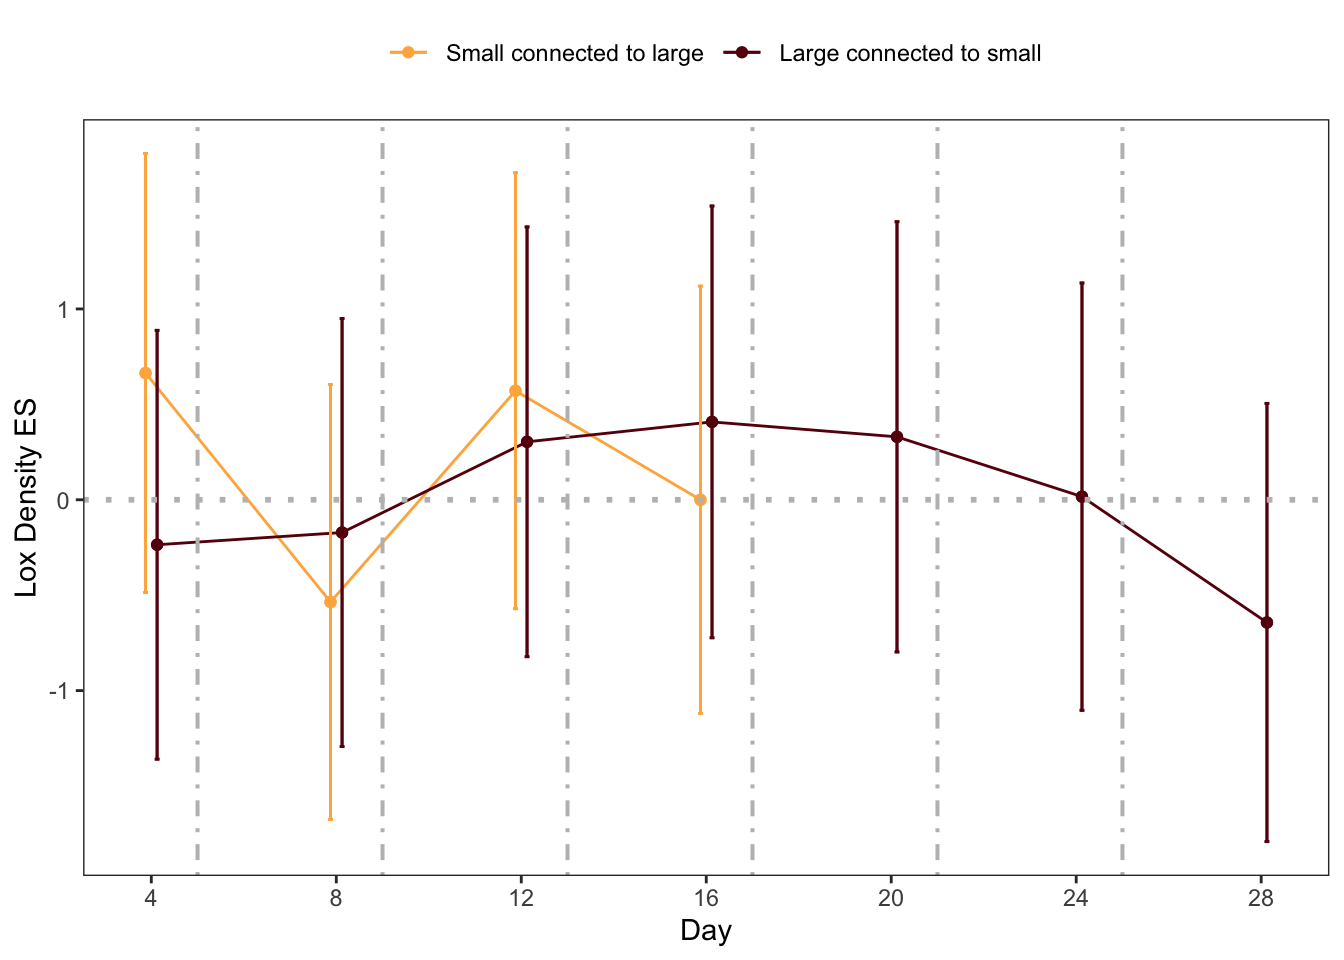 Small connected to large Large connected to small
Lox Density ES
1
0
-1
4 8 12 16 20 24 28
Day